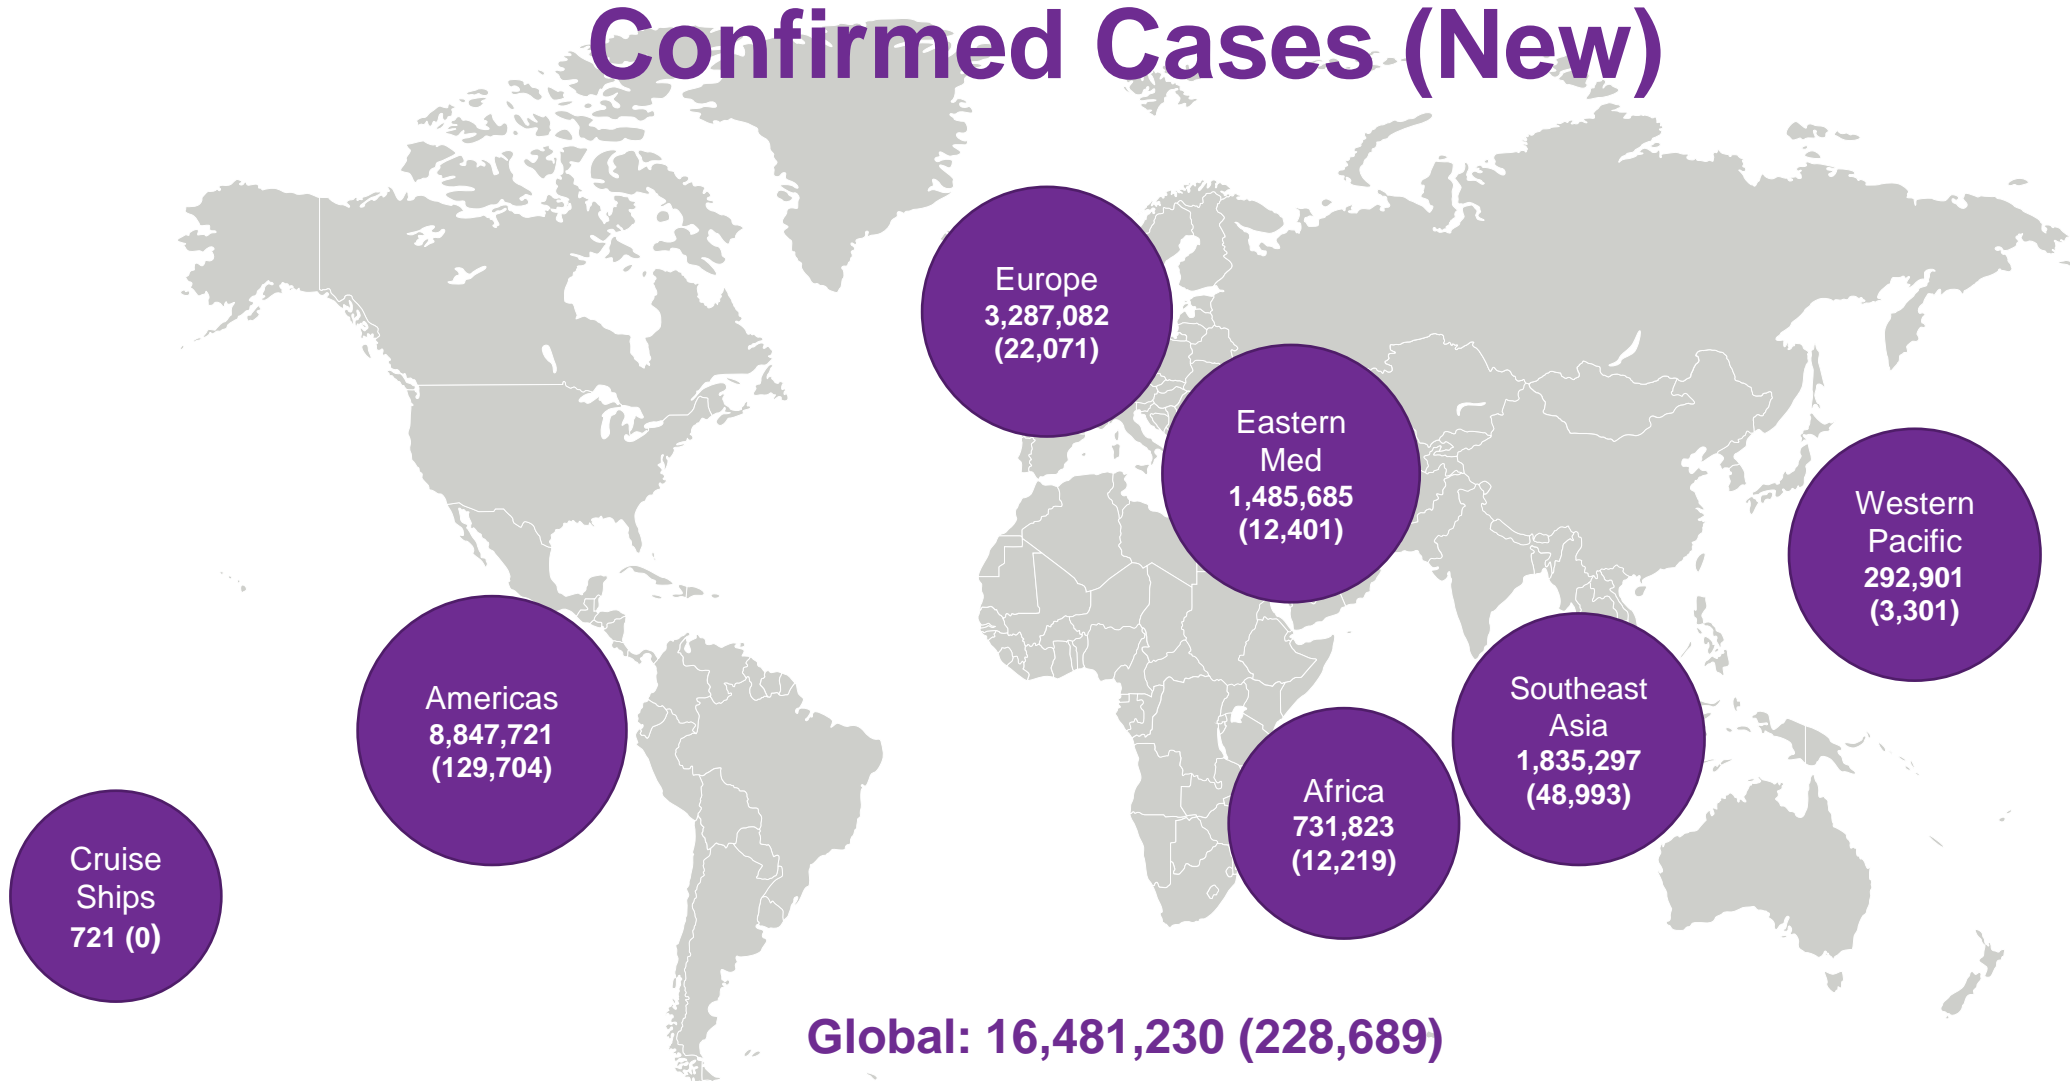 Confirmed Cases (New)
Europe
3,287,082
(22,071)
Eastern
Med
1,485,685
(12,401)
Western
Pacific
292,901
(3,301)
Americas
8,847,721
(129,704)
Southeast
Asia
1,835,297
(48,993)
Africa
731,823
(12,219)
Cruise
Ships
721 (0)
Global: 16,481,230 (228,689)